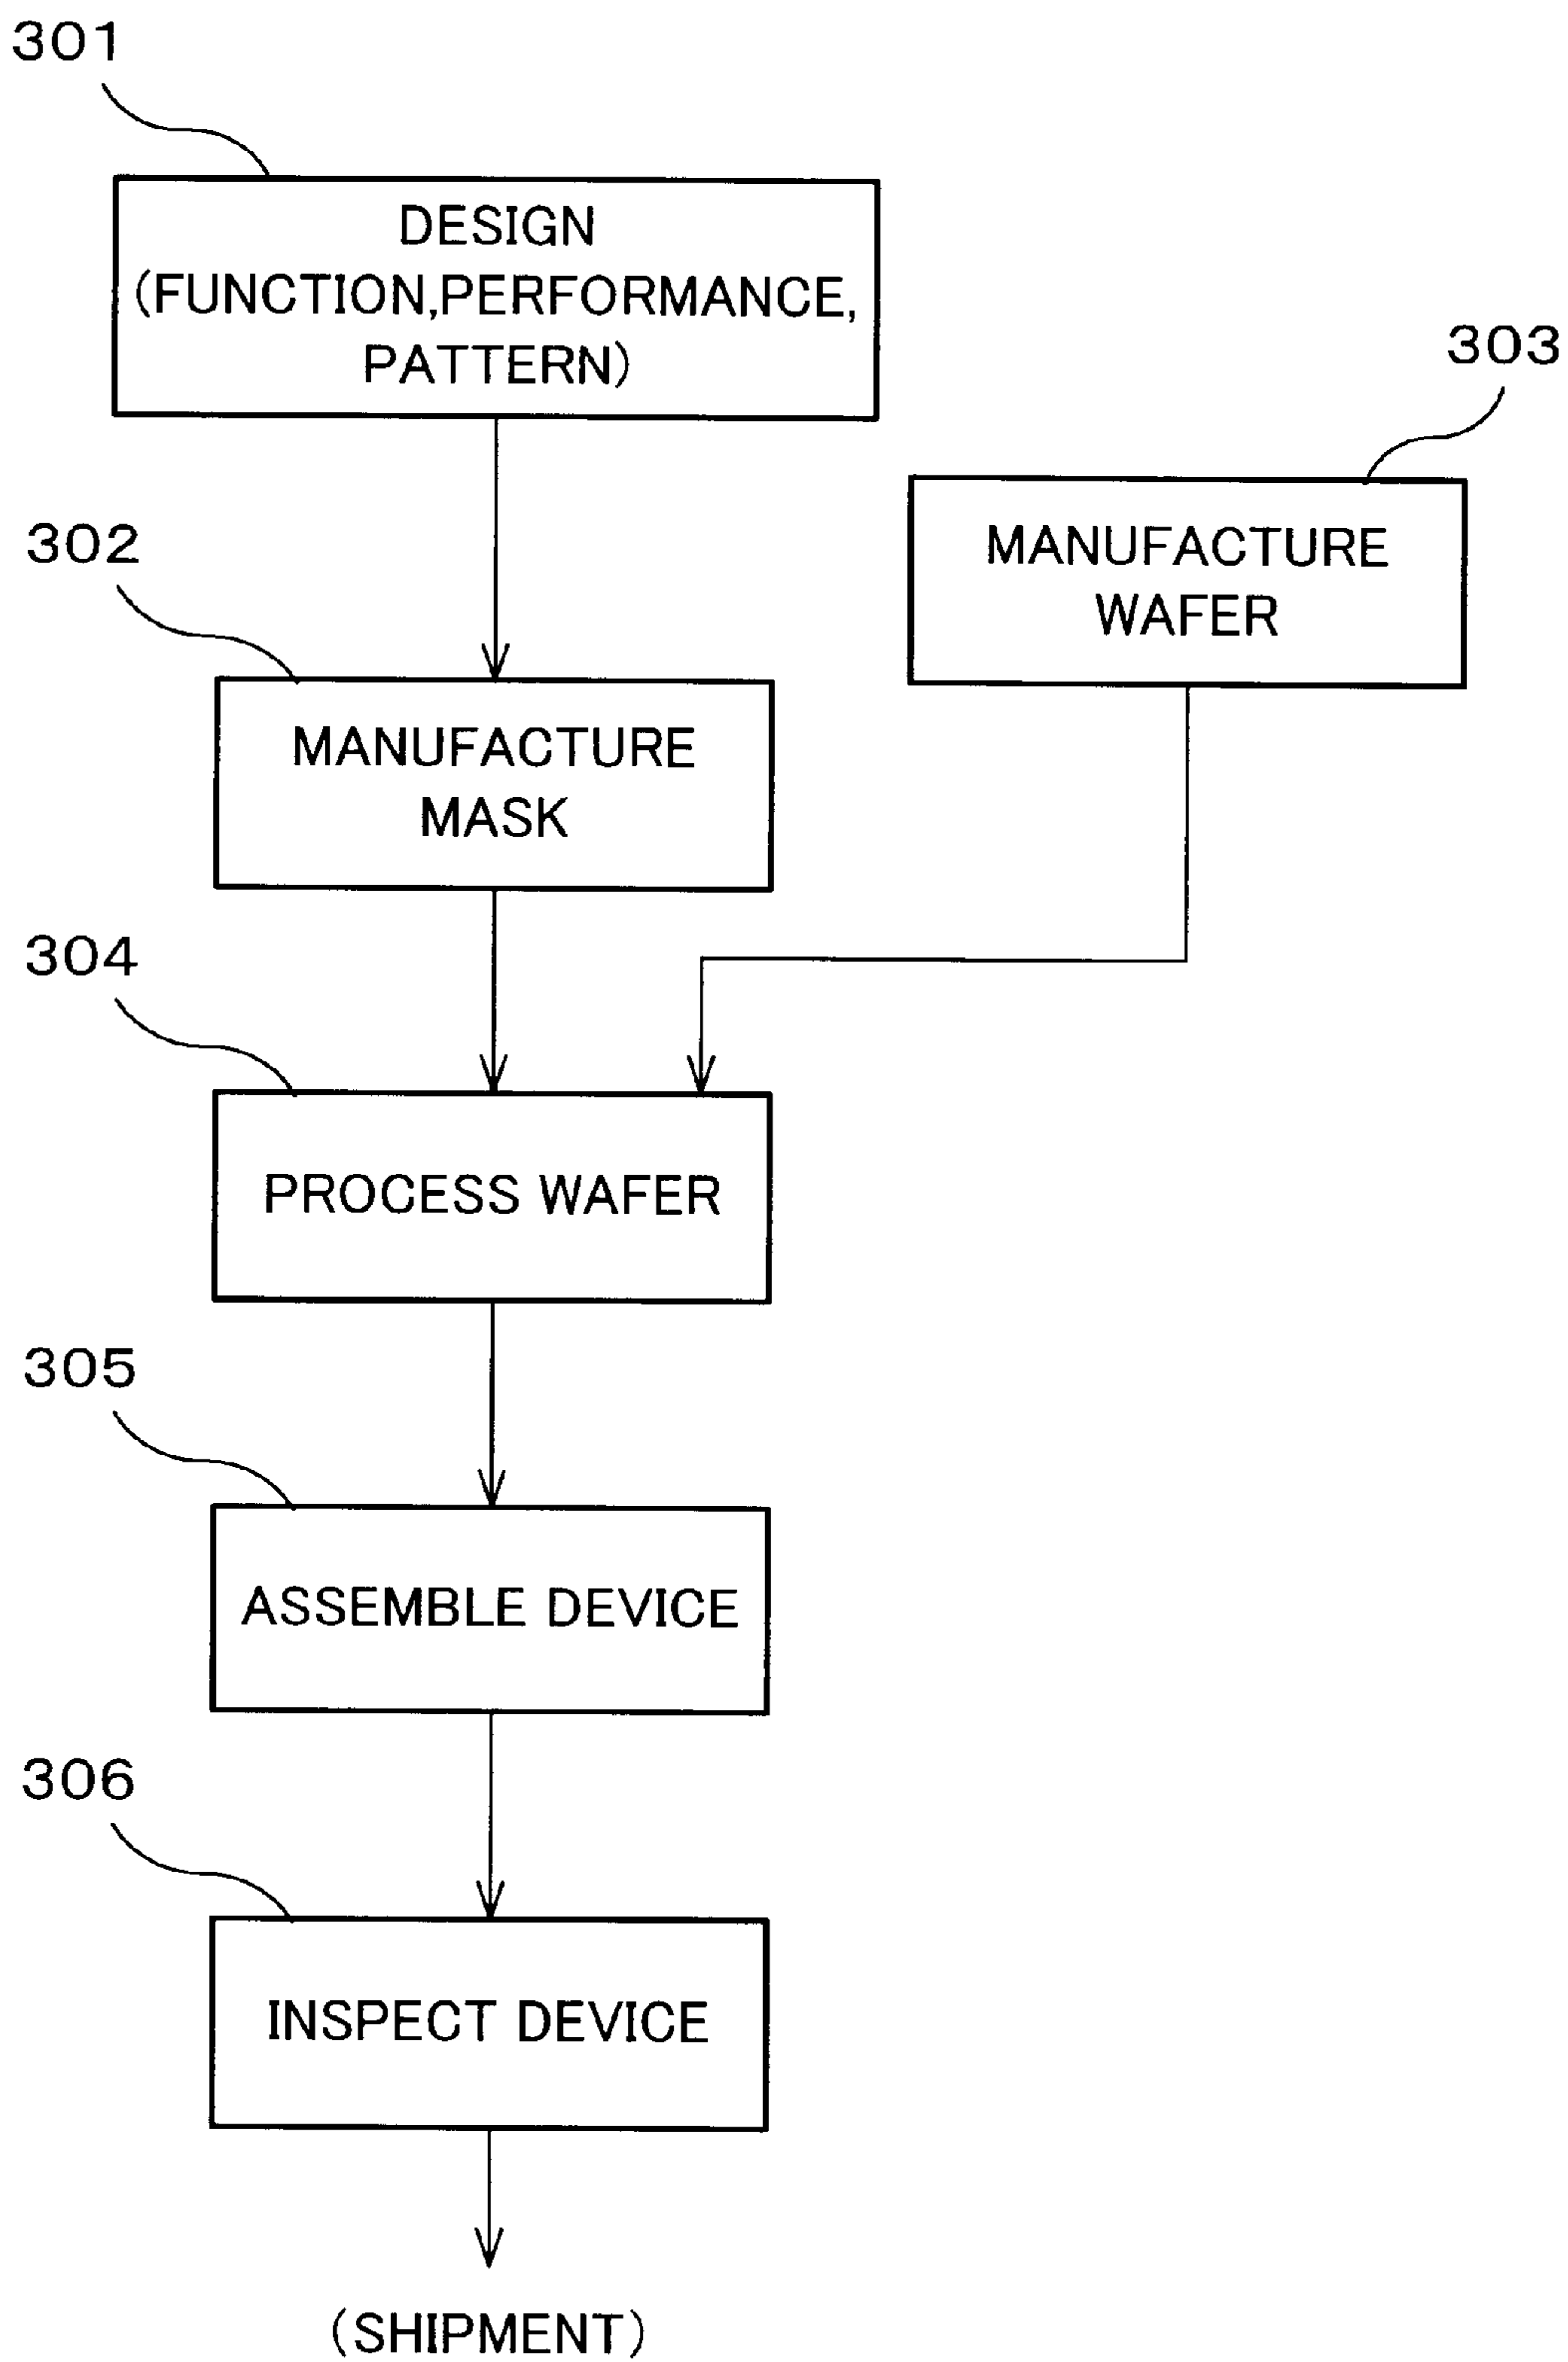 301
DESIGN
(FUNCTION,PERFORMANCE,
PATTERN)
303
MANUFACTURE
WAFER
302
MANUFACTURE
MASK
304
PROCESS WAFER
305
ASSEMBLE DEVICE
306
INSPECT DEVICE
(SHIPMENT)